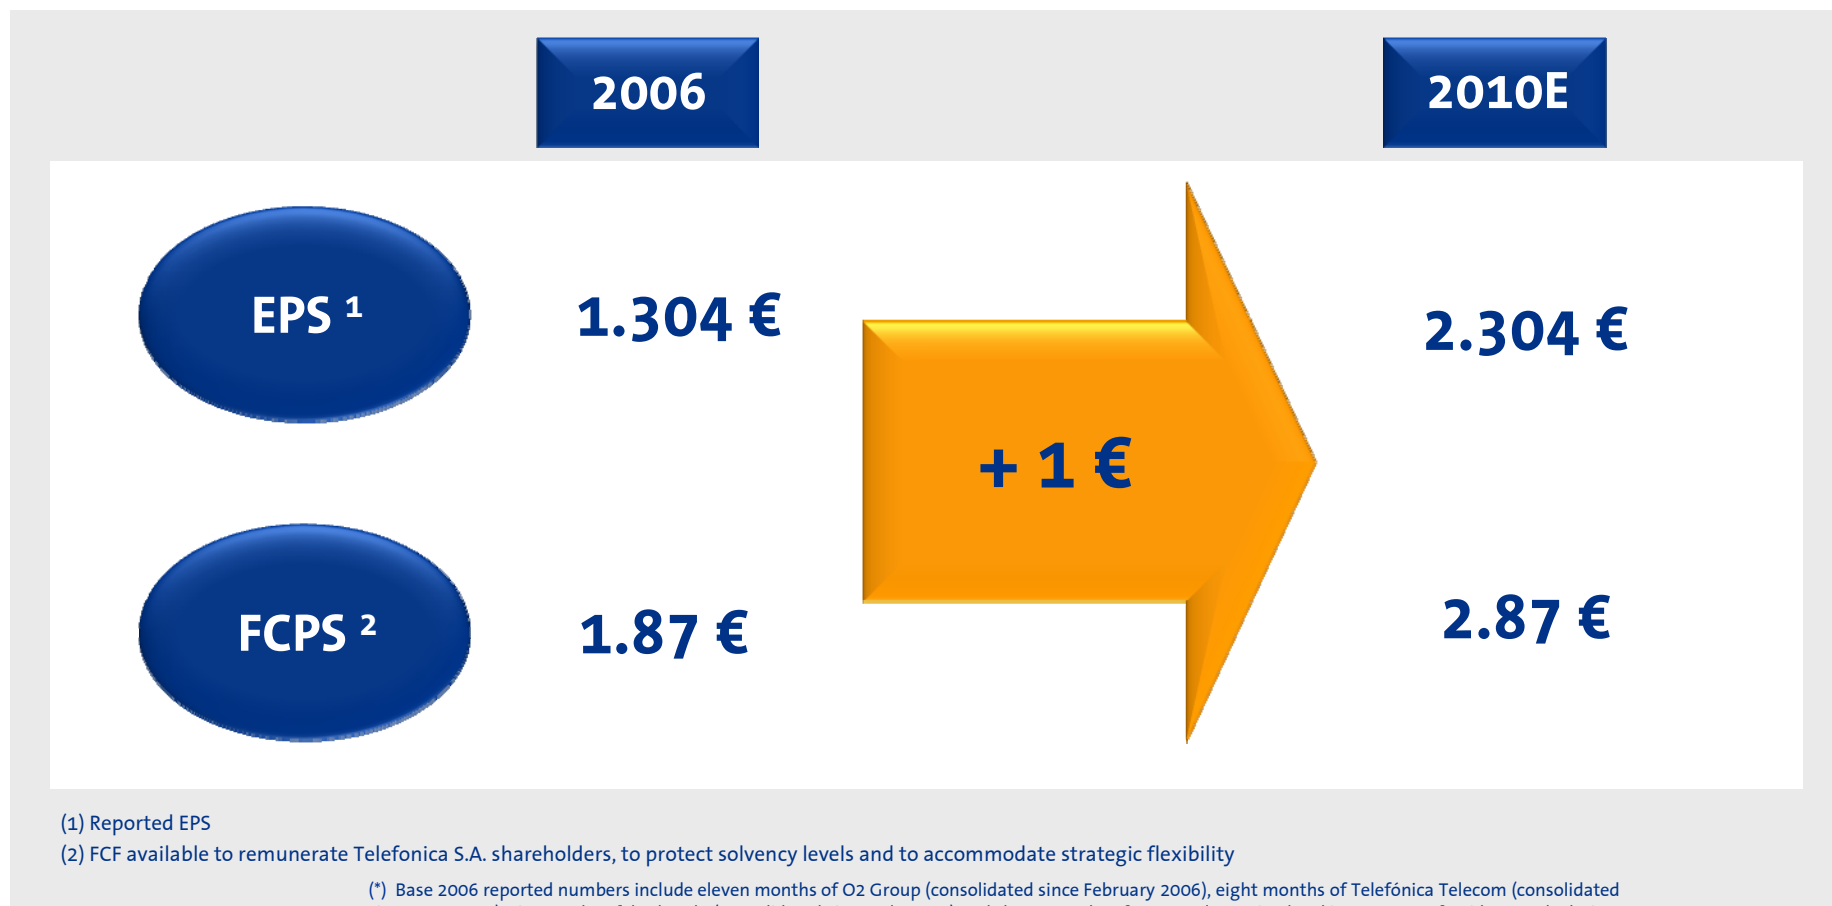 2006 2010E
EPS ¹ 1.304 € 2.304 €
+ 1 €
FCPS ² 1.87 € 2.87 €
(1) Reported EPS
(2) FCF available to remunerate Telefonica S.A. shareholders, to protect solvency levels and to accommodate strategic flexibility
(*) Base 2006 reported numbers include eleven months of O2 Group (consolidated since February 2006), eight months of Telefónica Telecom (consolidated